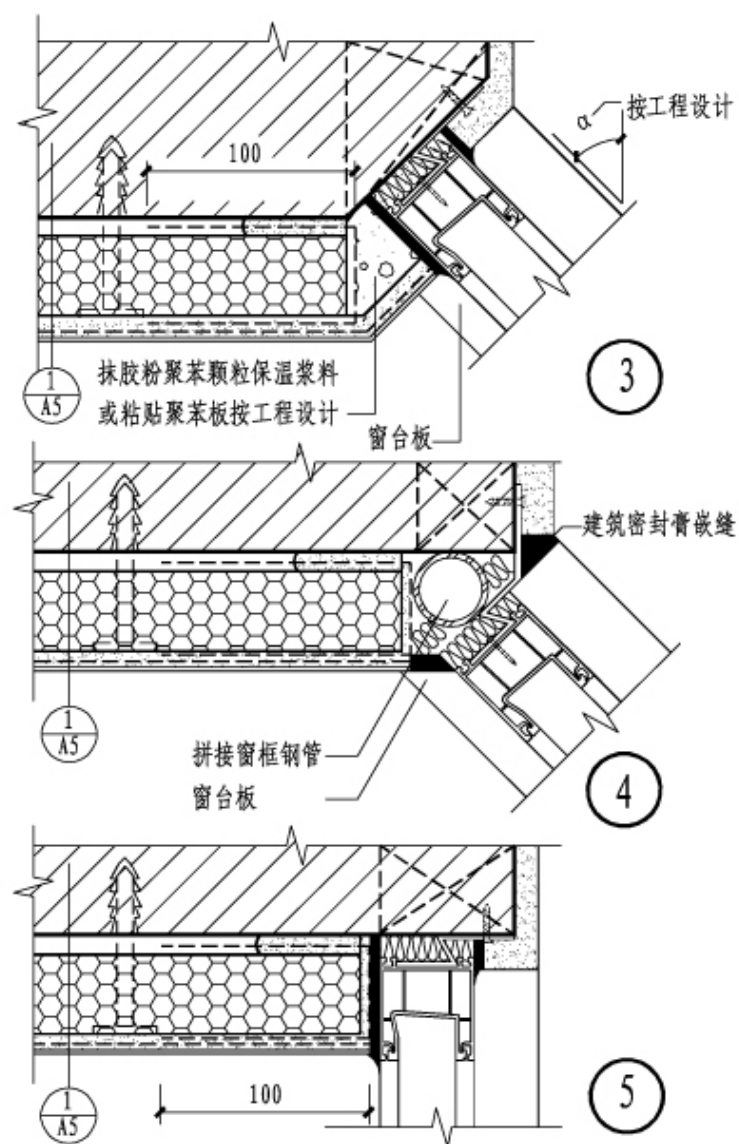 按工程设计
α
100
1
A5
抹胶粉聚苯颗粒保温浆料
或粘贴聚苯板按工程设计
窗台板
3
建筑密封膏嵌缝
1
A5
拼接窗框钢管
窗台板
4
1
A5
100
5